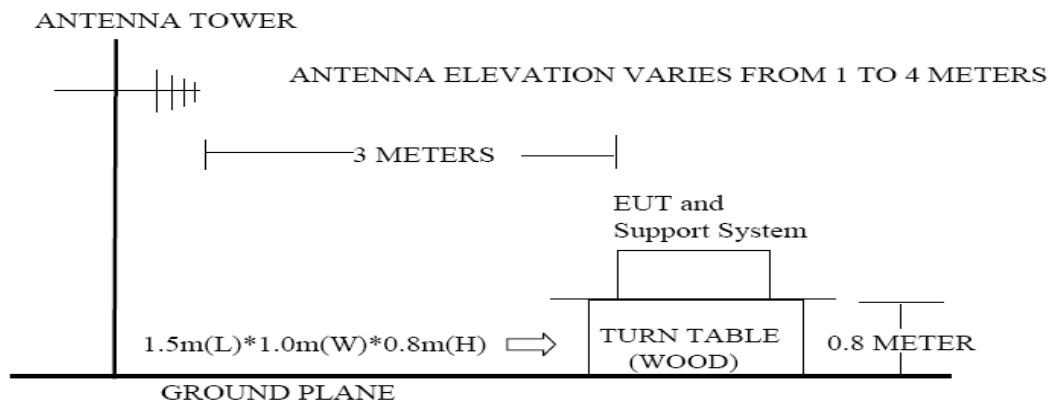 ANTENNA TOWER
ANTENNA ELEVATION VARIES FROM 1 TO 4 METERS
3 METERS
EUT and
Support System
1.5m(L)*1.0m(W)*0.8m(H)
TURN TABLE
(WOOD)
0.8 METER
GROUND PLANE